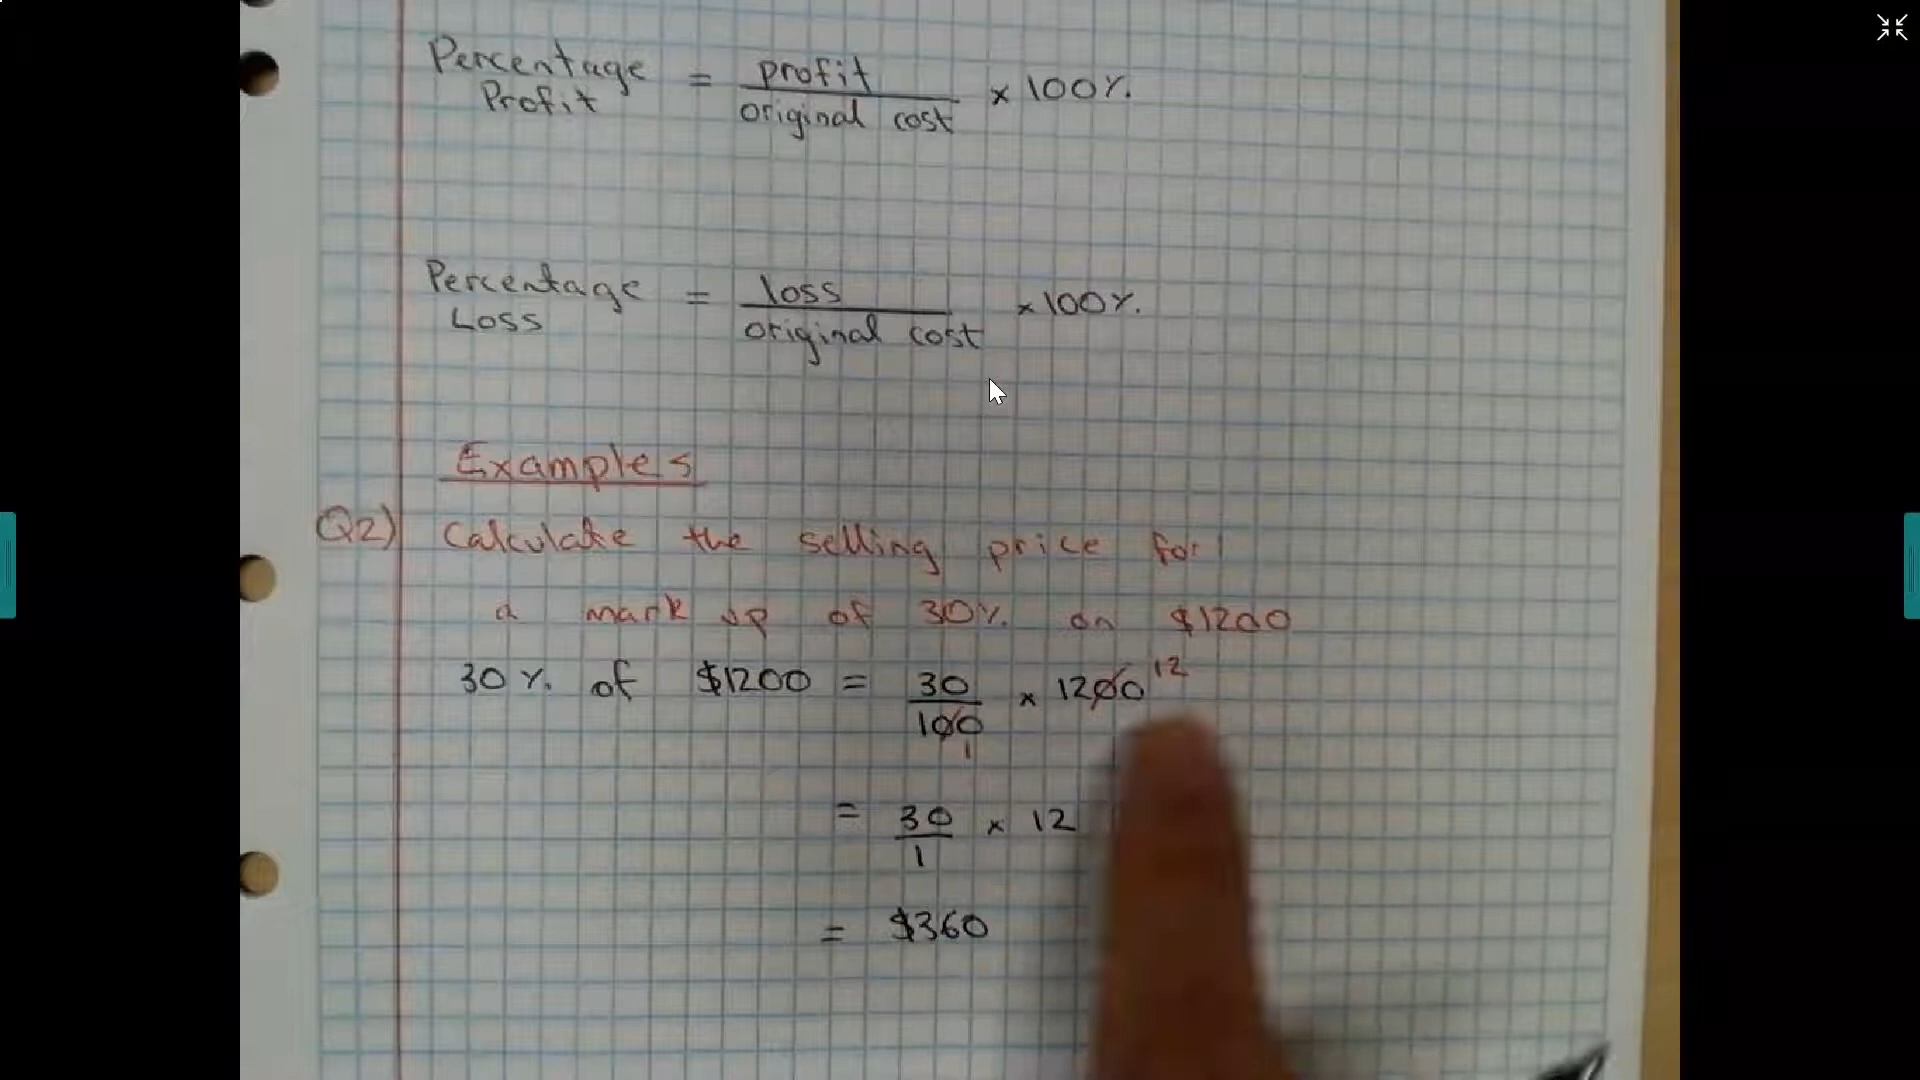 Percentage Profit = profit / original cost × 100%
Percentage Loss = loss / original cost × 100%
Examples
Q2) Calculate the selling price for
a mark up of 30% on $1200
30% of $1200 = 30 / 100 1 × 1200 12
= 30 / 1 × 12
= $360